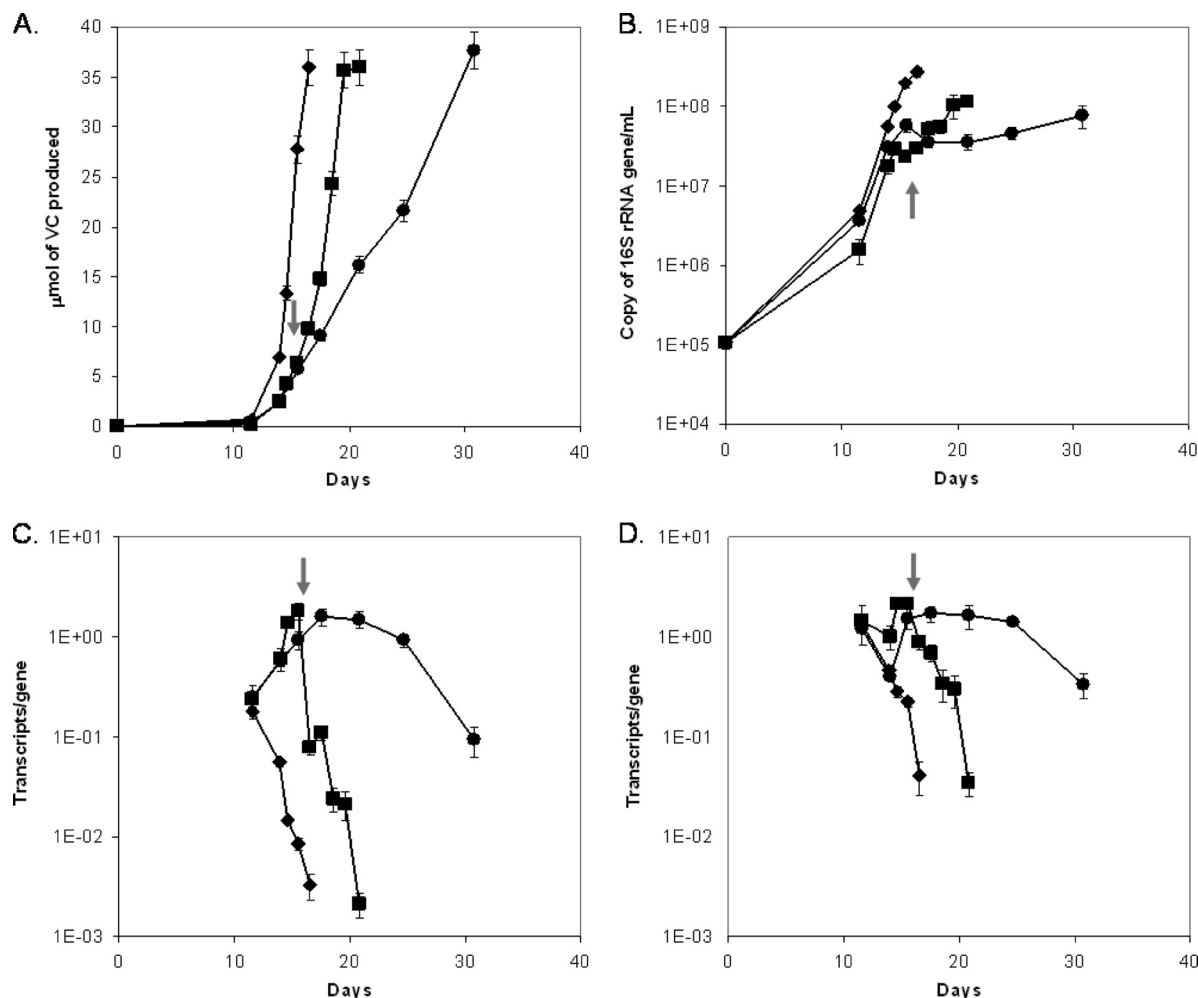 A.
40
35
30
25
20
15
10
5
0
µmol of VC produced
0 10 20 30 40
Days
B.
1E+09
1E+08
1E+07
1E+06
1E+05
1E+04
Copy of 16S rRNA gene/mL
0 10 20 30 40
Days
C.
1E+01
1E+00
1E-01
1E-02
1E-03
Transcripts/gene
0 10 20 30 40
Days
D.
1E+01
1E+00
1E-01
1E-02
1E-03
Transcripts/gene
0 10 20 30 40
Days